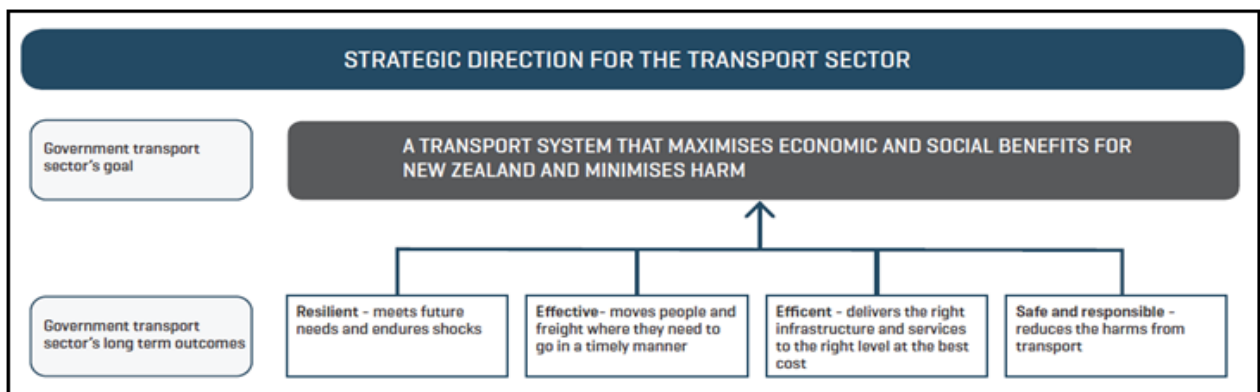 STRATEGIC DIRECTION FOR THE TRANSPORT SECTOR
Government transport
sector's goal
A TRANSPORT SYSTEM THAT MAXIMISES ECONOMIC AND SOCIAL BENEFITS FOR
NEW ZEALAND AND MINIMISES HARM
Government transport
sector's long term outcomes
Resilient - meets future
needs and endures shocks
Effective- moves people and
freight where they need to
go in a timely manner
Efficent - delivers the right
infrastructure and services
to the right level at the best
cost
Safe and responsible -
reduces the harms from
transport